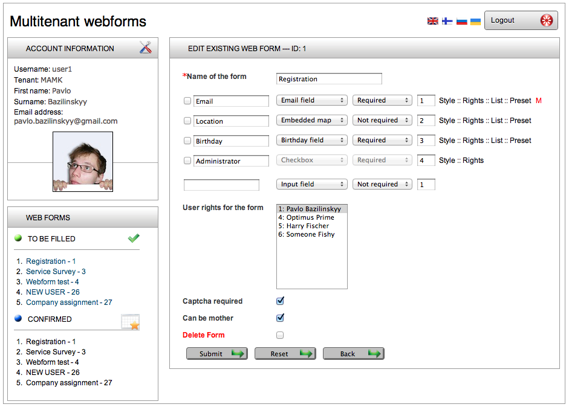 Multitenant webforms
Logout
ACCOUNT INFORMATION
Username: user1
Tenant: MAMK
First name: Pavlo
Surname: Bazilinskyy
Email address:
pavlo.bazilinskyy@gmail.com
WEB FORMS
TO BE FILLED
1. Registration - 1
2. Service Survey - 3
3. Webform test - 4
4. NEW USER - 26
5. Company assignment - 27
CONFIRMED
1. Registration - 1
2. Service Survey - 3
3. Webform test - 4
4. NEW USER - 26
5. Company assignment - 27
EDIT EXISTING WEB FORM --- ID: 1
*Name of the form Registration
Email Email field Required 1 Style :: Rights :: List :: Preset M
Location Embedded map Not required 2 Style :: Rights :: List :: Preset
Birthday Birthday field Required 3 Style :: Rights :: List :: Preset
Administrator Checkbox Required 4 Style :: Rights
Input field Not required 1
User rights for the form
1: Pavlo Bazilinskyy
4: Optimus Prime
5: Harry Fischer
6: Someone Fishy
Captcha required
Can be mother
Delete Form
Submit Reset Back